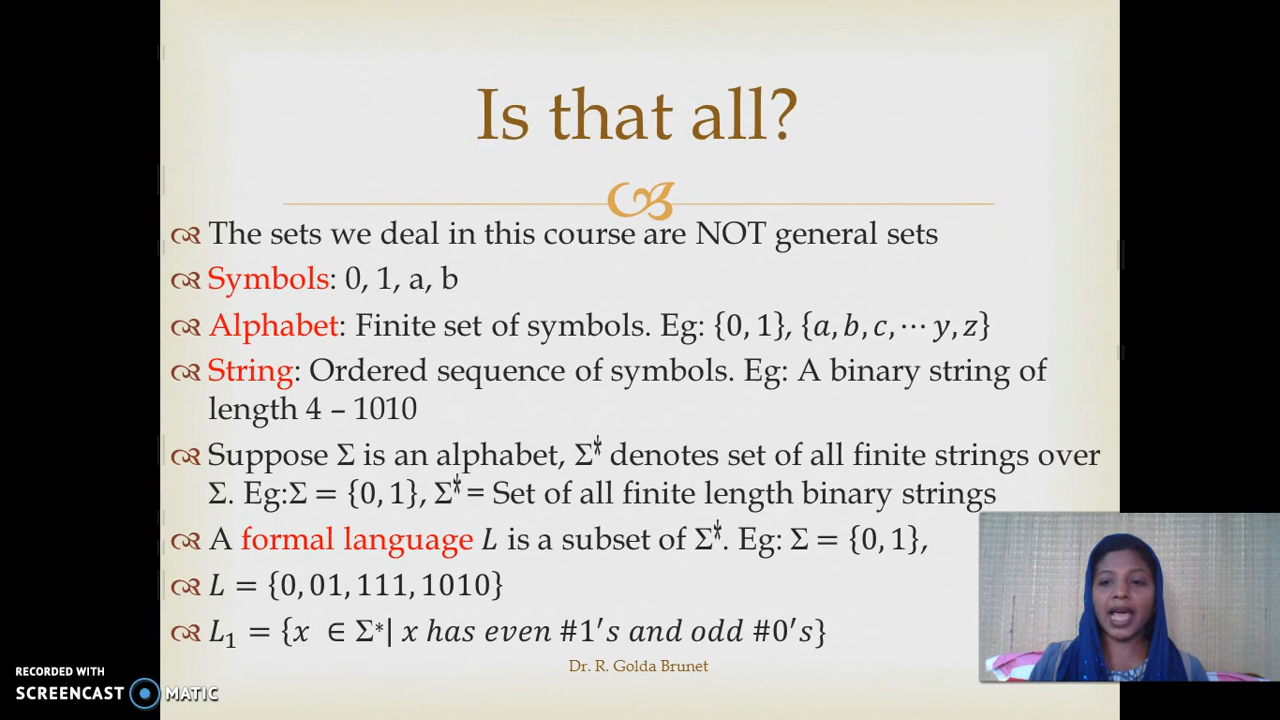 Is that all?
The sets we deal in this course are NOT general sets
Symbols: 0, 1, a, b
Alphabet: Finite set of symbols. Eg: {0, 1}, {a, b, c, ⋯ y, z}
String: Ordered sequence of symbols. Eg: A binary string of
length 4 – 1010
Suppose Σ is an alphabet, Σ* denotes set of all finite strings over
Σ. Eg:Σ = {0, 1}, Σ* = Set of all finite length binary strings
A formal language L is a subset of Σ*. Eg: Σ = {0, 1},
L = {0, 01, 111, 1010}
L₁ = {x ∈ Σ*| x has even #1′s and odd #0′s}
Dr. R. Golda Brunet
RECORDED WITH
SCREENCAST MATIC